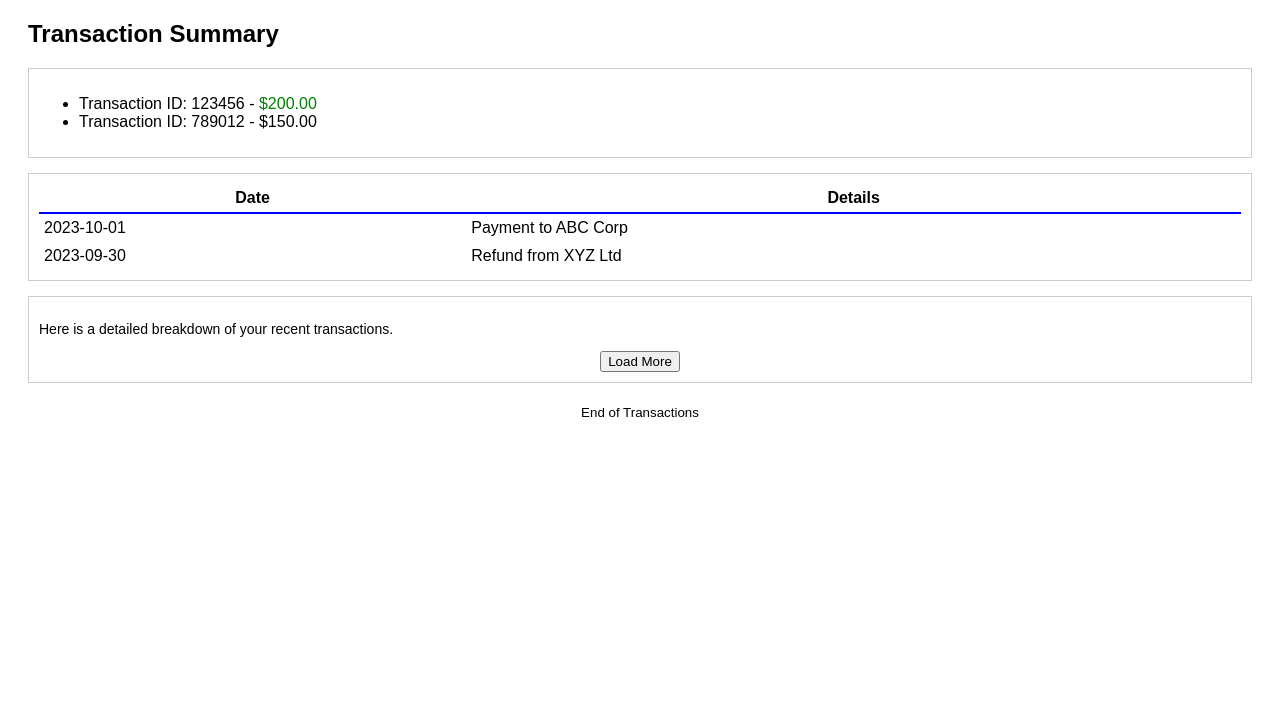 Transaction Summary
Transaction ID: 123456 - $200.00
Transaction ID: 789012 - $150.00
Date Details
2023-10-01 Payment to ABC Corp
2023-09-30 Refund from XYZ Ltd
Here is a detailed breakdown of your recent transactions.
Load More
End of Transactions